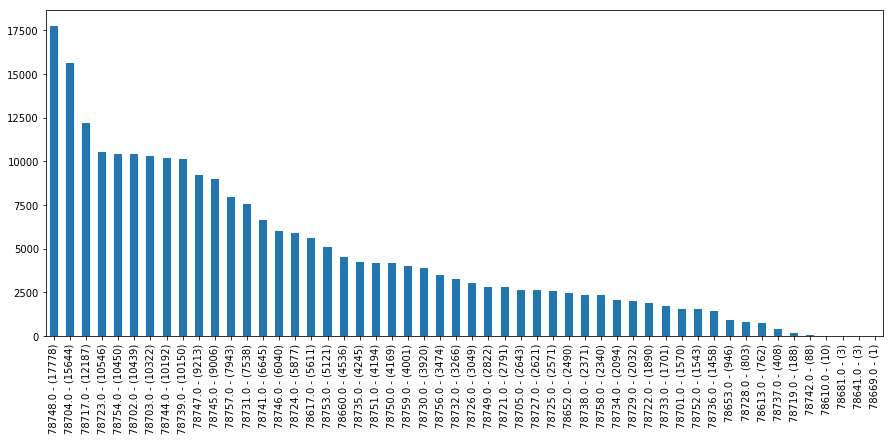 17500
15000
12500
10000
7500
5000
2500
0
78748.0 - (17778)
78704.0 - (15644)
78717.0 - (12187)
78723.0 - (10546)
78754.0 - (10450)
78702.0 - (10439)
78703.0 - (10322)
78744.0 - (10192)
78739.0 - (10150)
78747.0 - (9213)
78745.0 - (9006)
78757.0 - (7943)
78731.0 - (7538)
78741.0 - (6645)
78746.0 - (6040)
78724.0 - (5877)
78617.0 - (5611)
78753.0 - (5121)
78660.0 - (4536)
78735.0 - (4245)
78751.0 - (4194)
78750.0 - (4169)
78759.0 - (4001)
78730.0 - (3920)
78756.0 - (3474)
78732.0 - (3266)
78726.0 - (3049)
78749.0 - (2822)
78721.0 - (2791)
78705.0 - (2643)
78727.0 - (2621)
78725.0 - (2571)
78652.0 - (2490)
78738.0 - (2371)
78758.0 - (2340)
78734.0 - (2094)
78729.0 - (2032)
78722.0 - (1890)
78733.0 - (1701)
78701.0 - (1570)
78752.0 - (1543)
78736.0 - (1458)
78653.0 - (946)
78728.0 - (803)
78613.0 - (762)
78737.0 - (408)
78719.0 - (188)
78742.0 - (88)
78610.0 - (10)
78681.0 - (3)
78641.0 - (3)
78669.0 - (1)